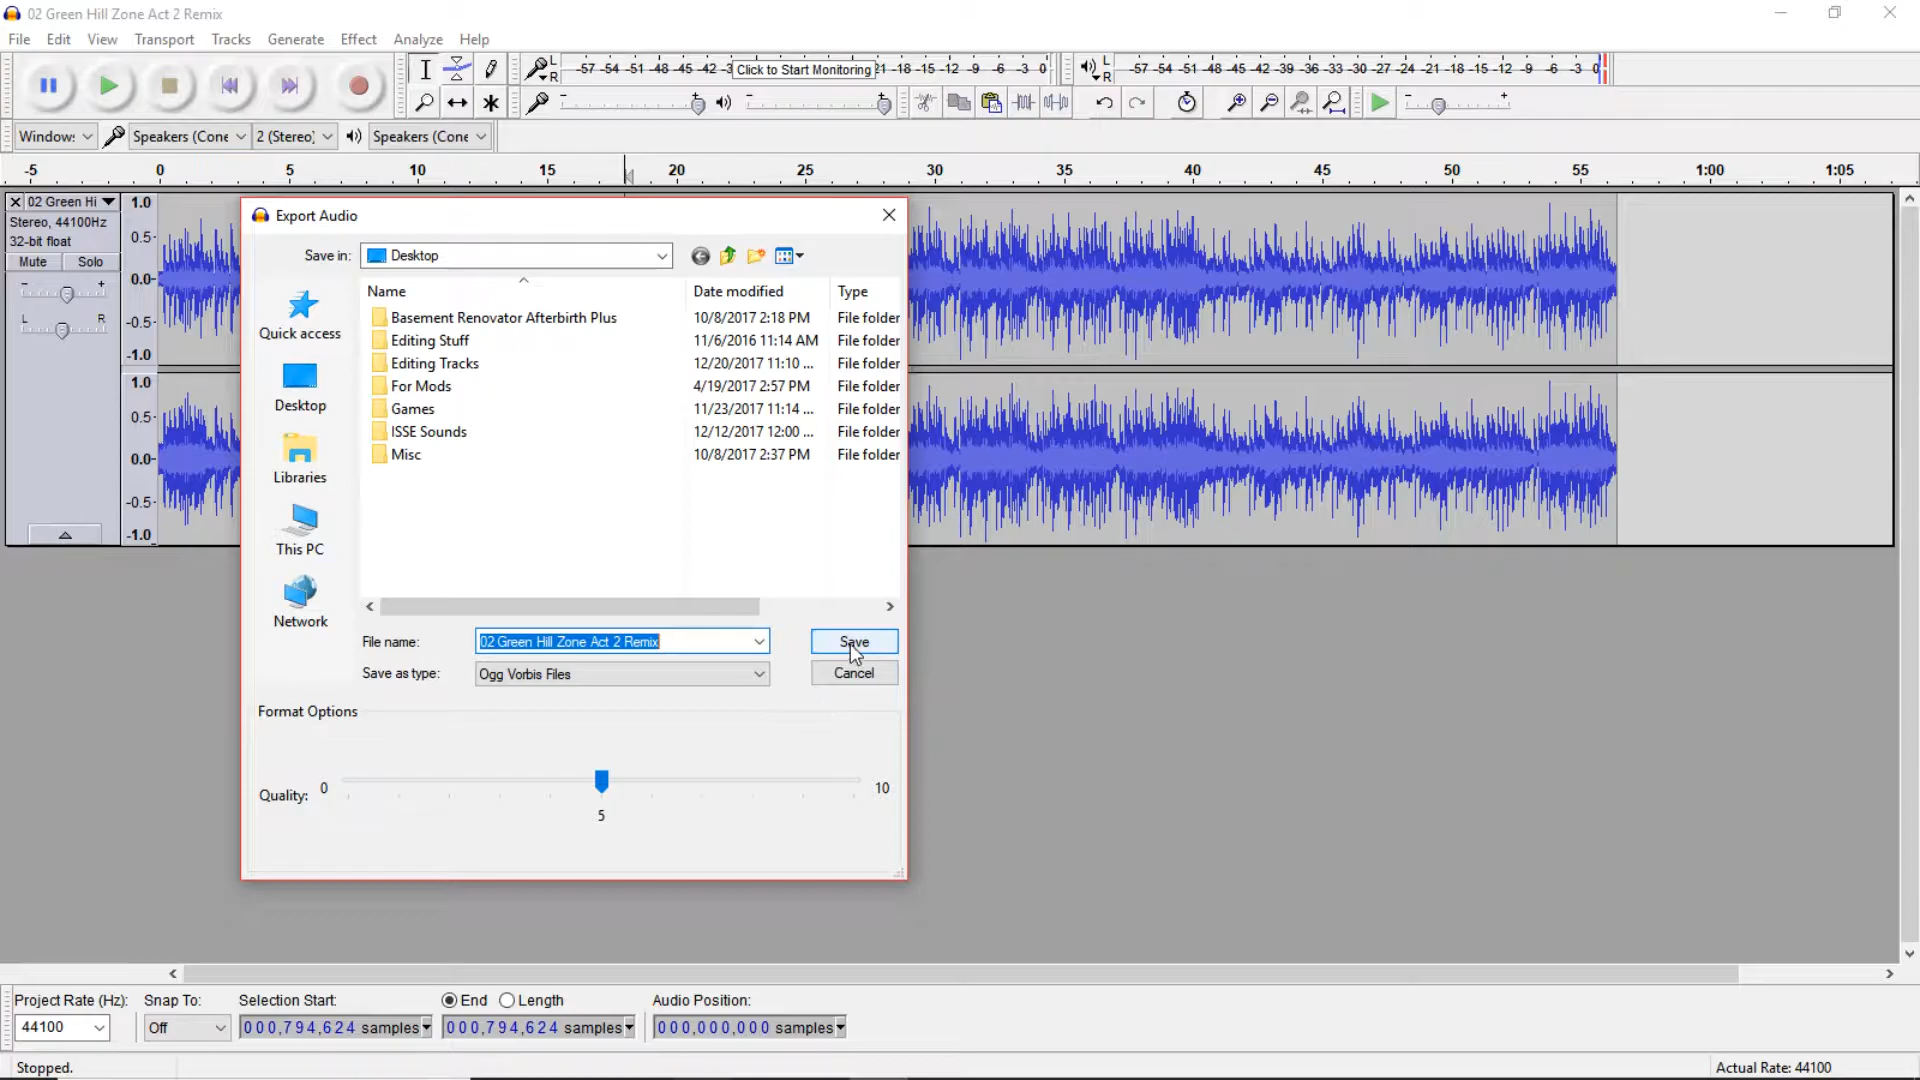 02 Green Hill Zone Act 2 Remix
File Edit View Transport Tracks Generate Effect Analyze Help
L
R
-57 -54 -51 -48 -45 -42 -3 Click to Start Monitoring 21 -18 -15 -12 -9 -6 -3 0
L
R
-57 -54 -51 -48 -45 -42 -39 -36 -33 -30 -27 -24 -21 -18 -15 -12 -9 -6 -3 0
Speakers (Cone 2 (Stereo) Speakers (Cone
-5 0 5 10 15 20 25 30 35 40 45 50 55 1:00 1:05
02 Green Hi
Stereo, 44100Hz
32-bit float
Mute Solo
- +
L R
1.0
0.5-
0.0-
-0.5-
-1.0
1.0
0.5-
0.0-
-0.5-
-1.0
Export Audio
Save in: Desktop
Name Date modified Type
Basement Renovator Afterbirth Plus 10/8/2017 2:18 PM File folder
Editing Stuff 11/6/2016 11:14 AM File folder
Editing Tracks 12/20/2017 11:10 ... File folder
For Mods 4/19/2017 2:57 PM File folder
Games 11/23/2017 11:14 ... File folder
ISSE Sounds 12/12/2017 12:00 ... File folder
Misc 10/8/2017 2:37 PM File folder
Quick access
Desktop
Libraries
This PC
Network
File name: 02 Green Hill Zone Act 2 Remix Save
Save as type: Ogg Vorbis Files Cancel
Format Options
Quality: 0 10
5
Project Rate (Hz): Snap To: Selection Start: End Length Audio Position:
44100 Off 000,794,624 samples 000,794,624 samples 000,000,000 samples
Stopped. Actual Rate: 44100